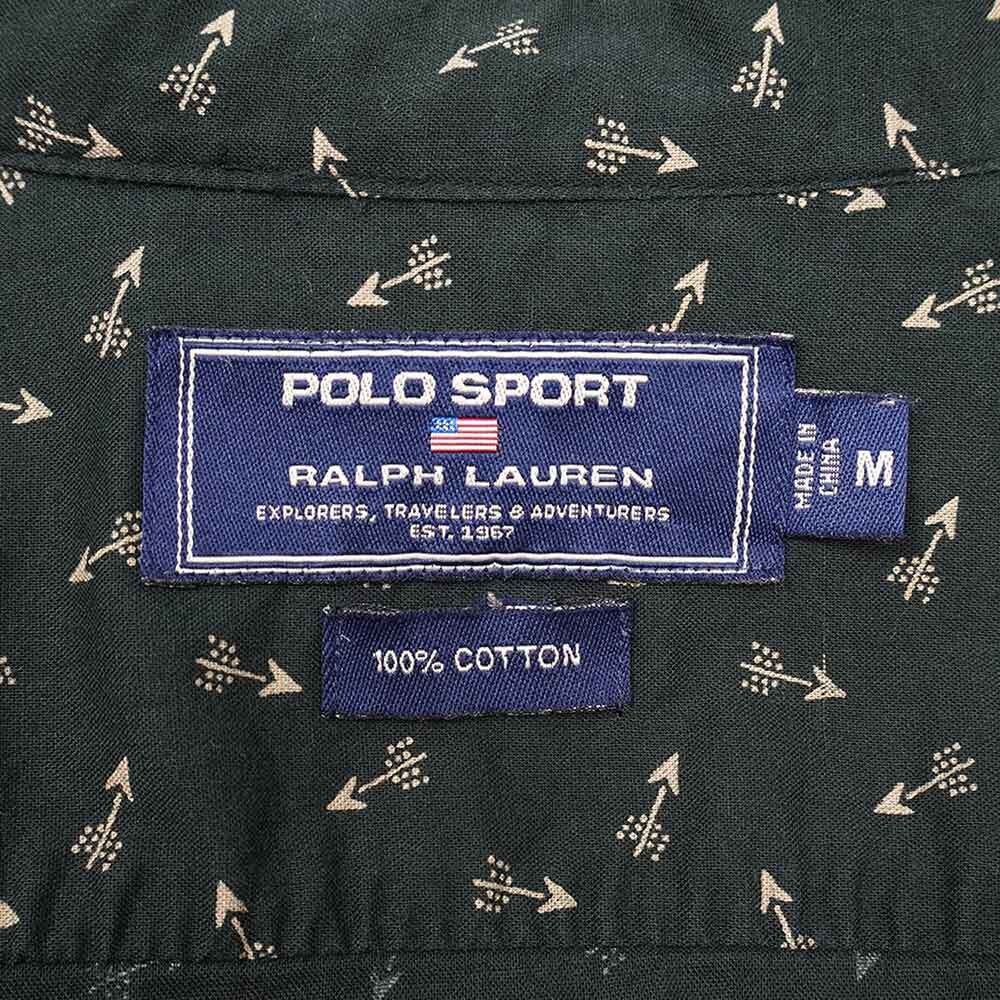 POLO SPORT
RALPH LAUREN
EXPLORERS, TRAVELERS & ADVENTURERS
EST. 1967
MADE IN
CHINA
M
100% COTTON